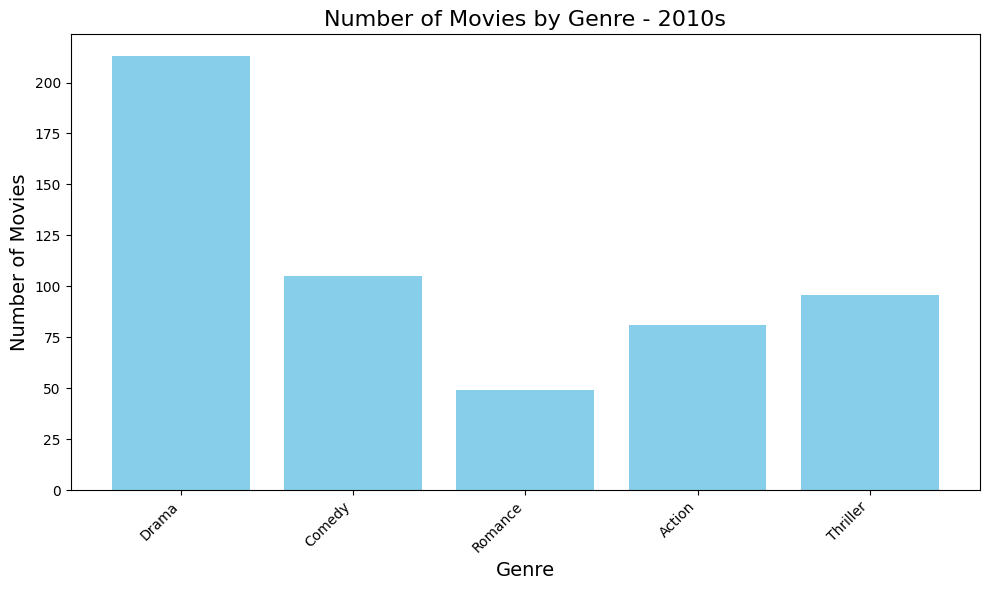 Number of Movies by Genre - 2010s
Number of Movies
200
175
150
125
100
75
50
25
0
Drama
Comedy
Romance
Action
Thriller
Genre